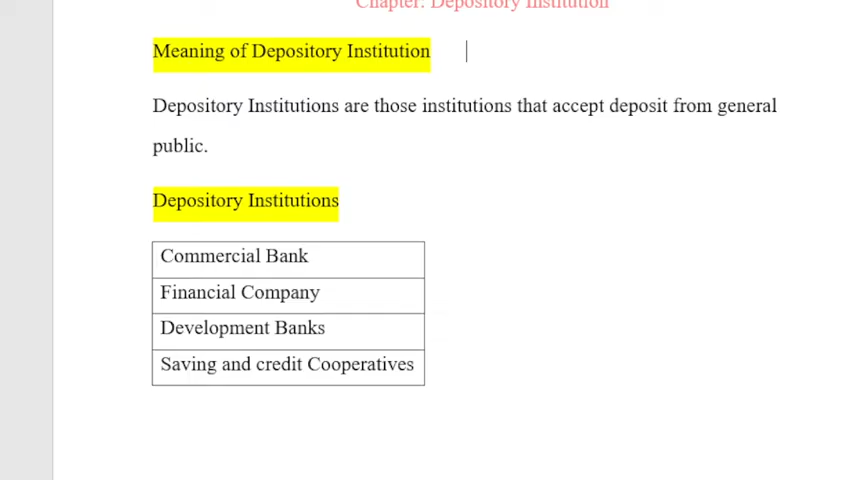 Chapter: Depository Institution
Meaning of Depository Institution
Depository Institutions are those institutions that accept deposit from general
public.
Depository Institutions
Commercial Bank
Financial Company
Development Banks
Saving and credit Cooperatives